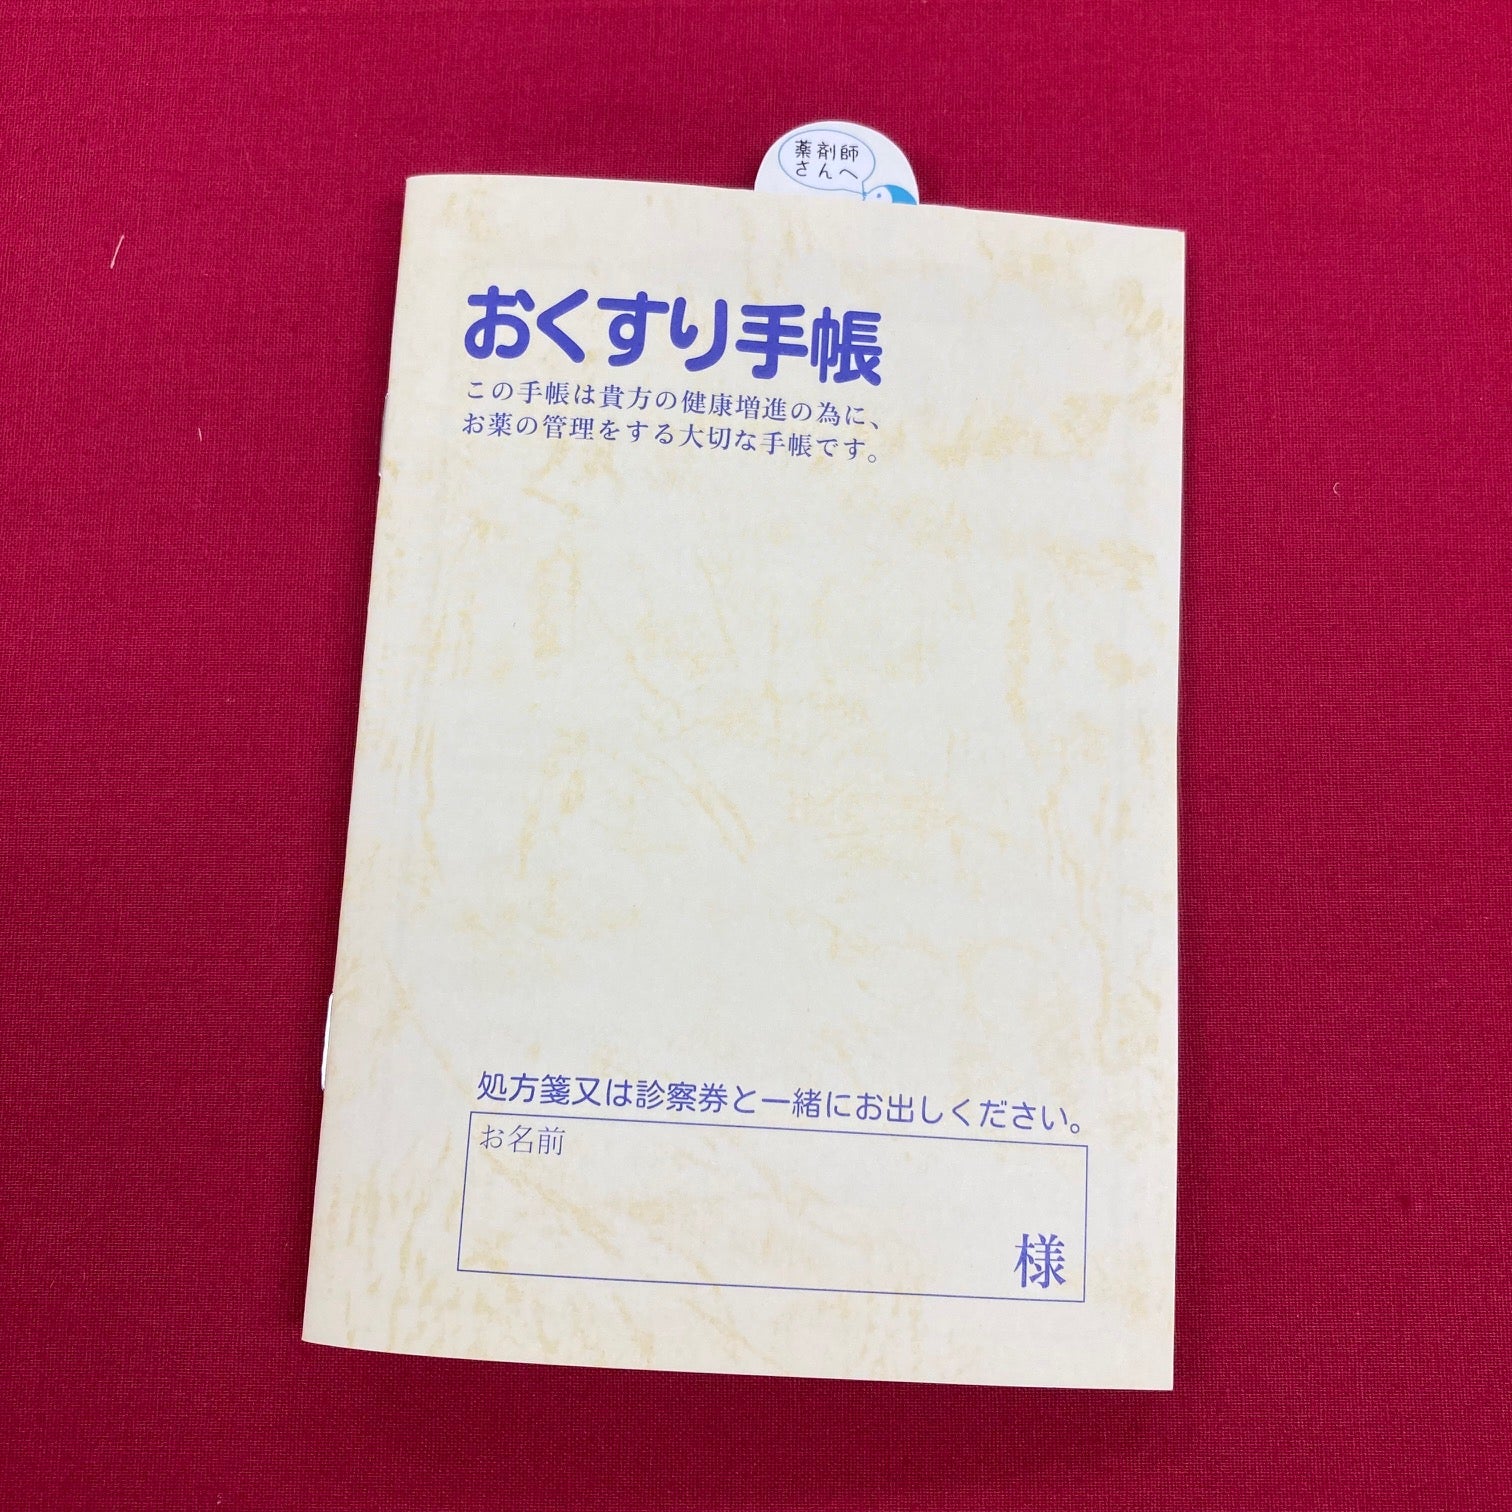 薬剤師
さんへ
おくすり手帳
この手帳は貴方の健康増進の為に、
お薬の管理をする大切な手帳です。
処方箋又は診察券と一緒にお出しください。
お名前
様